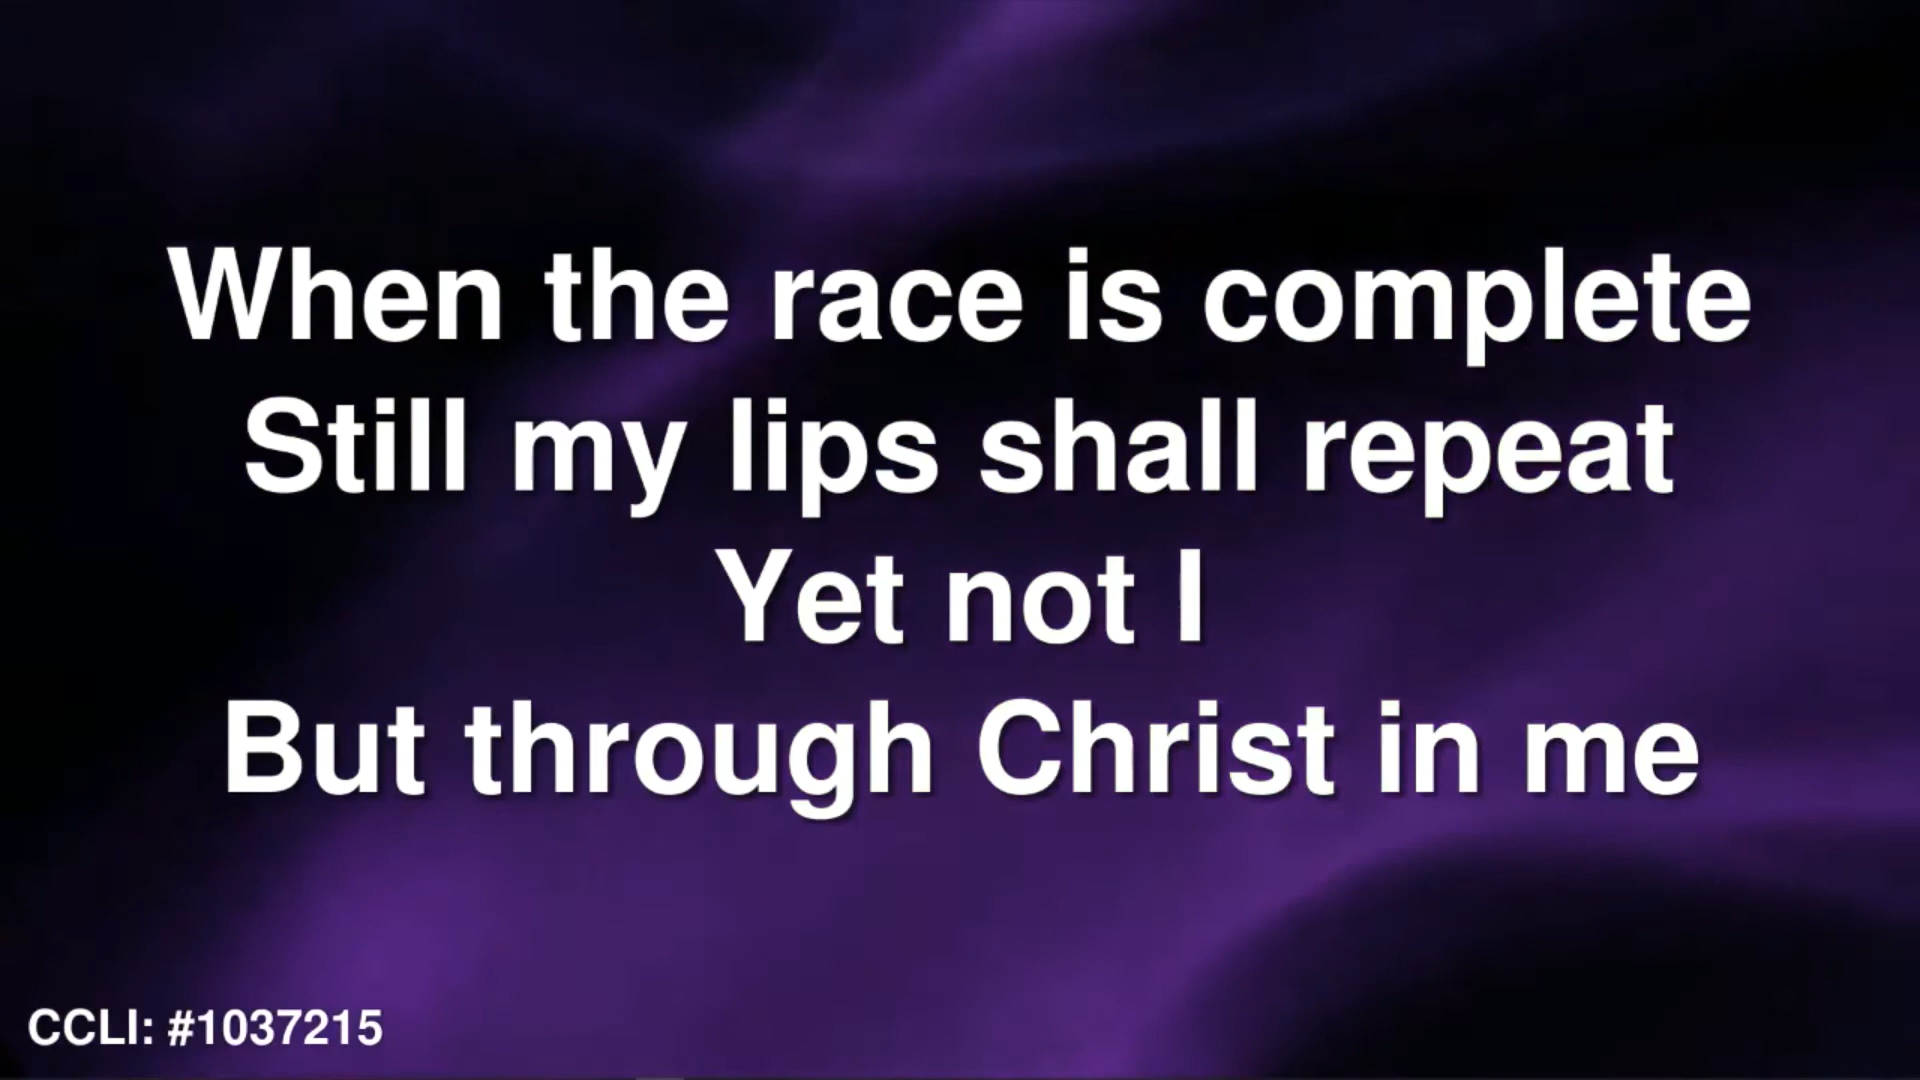 When the race is complete
Still my lips shall repeat
Yet not I
But through Christ in me
CCLI: #1037215